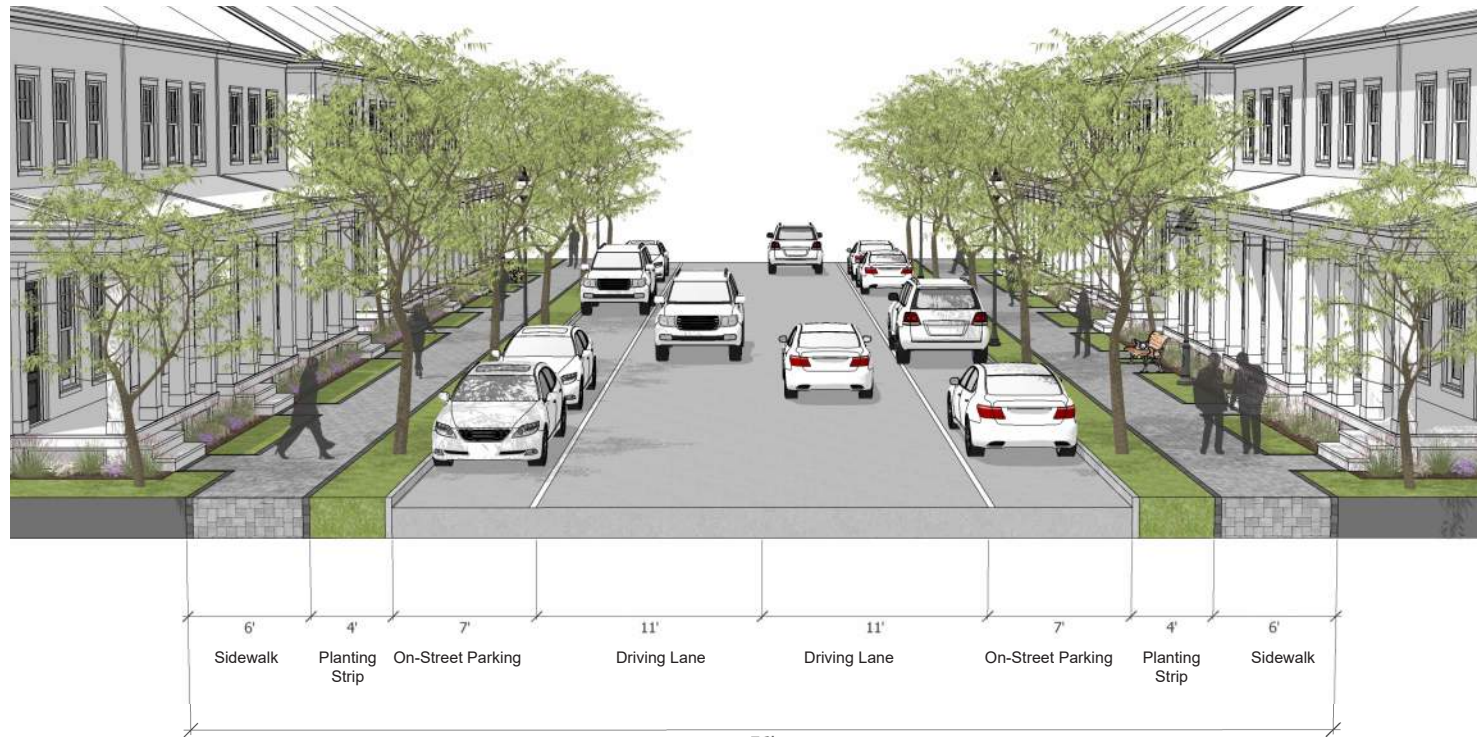 6' 4' 7' 11' 11' 7' 4' 6'
Sidewalk Planting On-Street Parking Driving Lane Driving Lane On-Street Parking Planting Sidewalk
Strip Strip